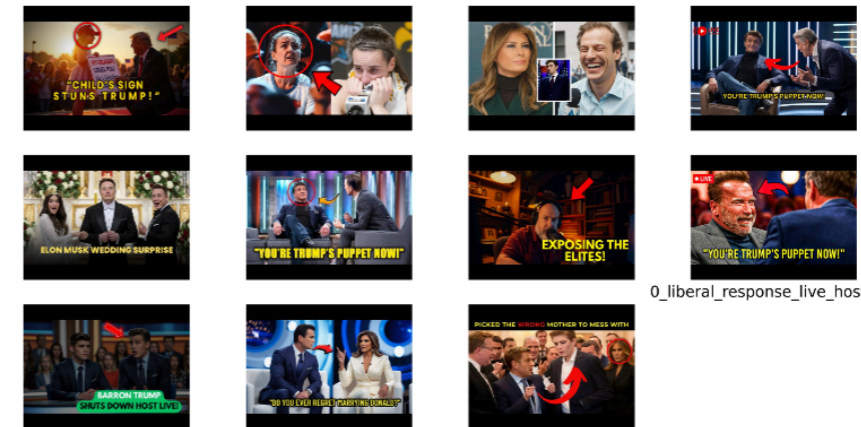 "CHILD'S SIGN
STUNS TRUMP!"
YOU'RE TRUMP'S PUPPET NOW!
ELON MUSK WEDDING SURPRISE
"YOU'RE TRUMP'S PUPPET NOW!"
EXPOSING THE
ELITES!
LIVE
"YOU'RE TRUMP'S PUPPET NOW!"
0_liberal_response_live_hos
BARRON TRUMP
SHUTS DOWN HOST LIVE!
"DO YOU EVER REGRET MARRYING DONALD?"
PICKED THE WRONG MOTHER TO MESS WITH